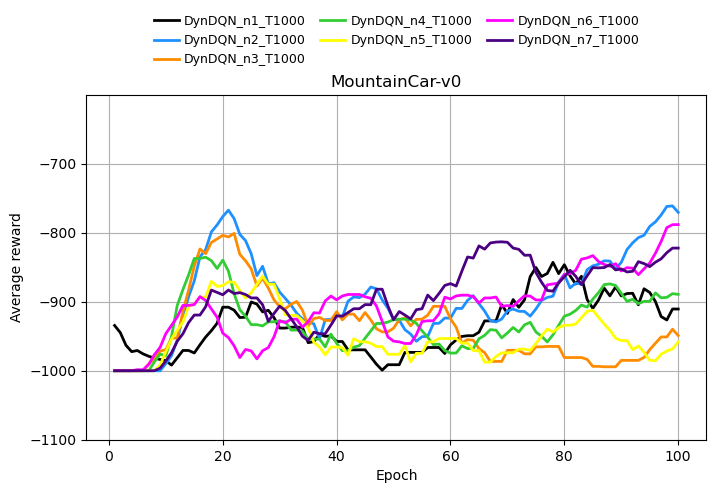 DynDQN_n1_T1000 DynDQN_n4_T1000 DynDQN_n6_T1000
DynDQN_n2_T1000 DynDQN_n5_T1000 DynDQN_n7_T1000
DynDQN_n3_T1000
MountainCar-v0
−700
−800
−900
−1000
−1100
Average reward
0 20 40 60 80 100
Epoch